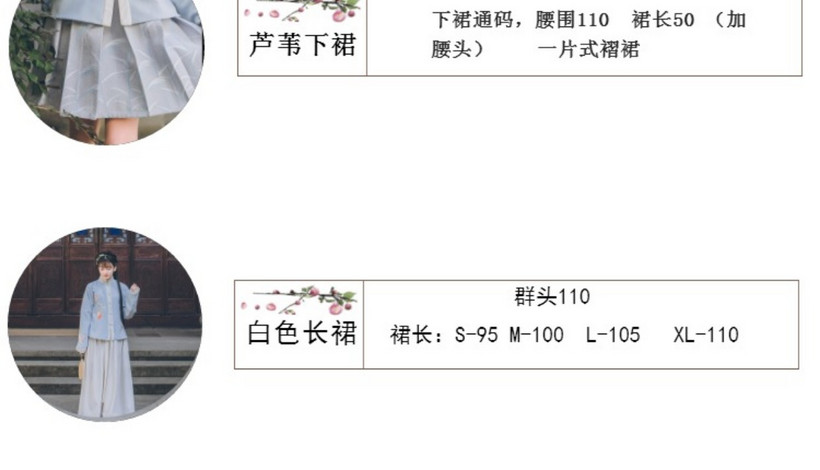 芦苇下裙
下裙通码，腰围110 裙长50 （加
腰头） 一片式褶裙
白色长裙
群头110
裙长：S-95 M-100 L-105 XL-110